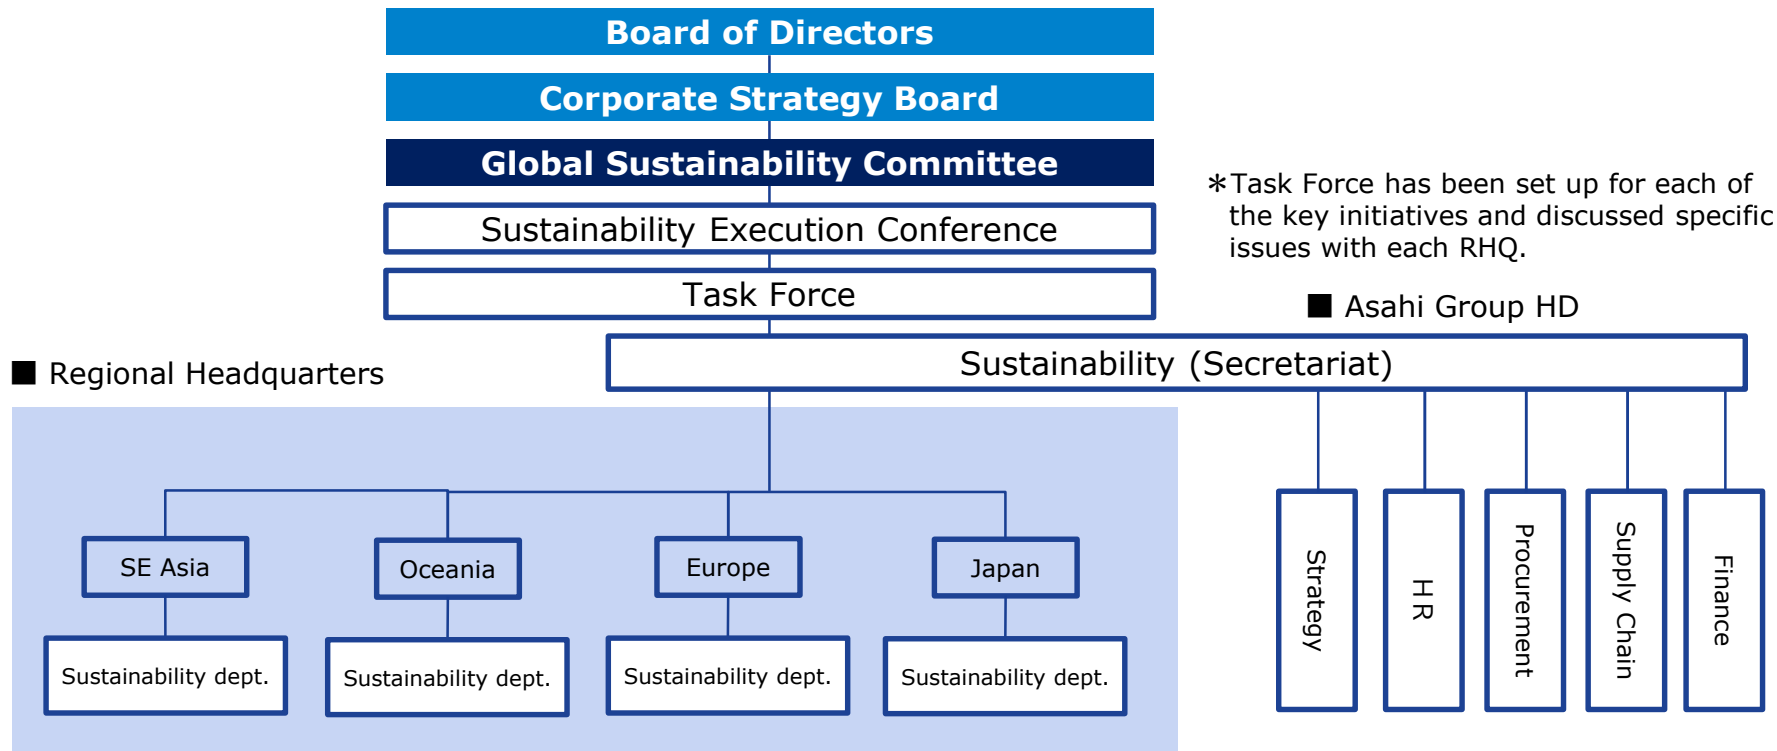 Board of Directors
Corporate Strategy Board
Global Sustainability Committee
Sustainability Execution Conference
Task Force
＊Task Force has been set up for each of
the key initiatives and discussed specific
issues with each RHQ.
■ Asahi Group HD
Sustainability (Secretariat)
■ Regional Headquarters
SE Asia
Oceania
Europe
Japan
Sustainability dept.
Sustainability dept.
Sustainability dept.
Sustainability dept.
Strategy
HR
Procurement
Supply Chain
Finance